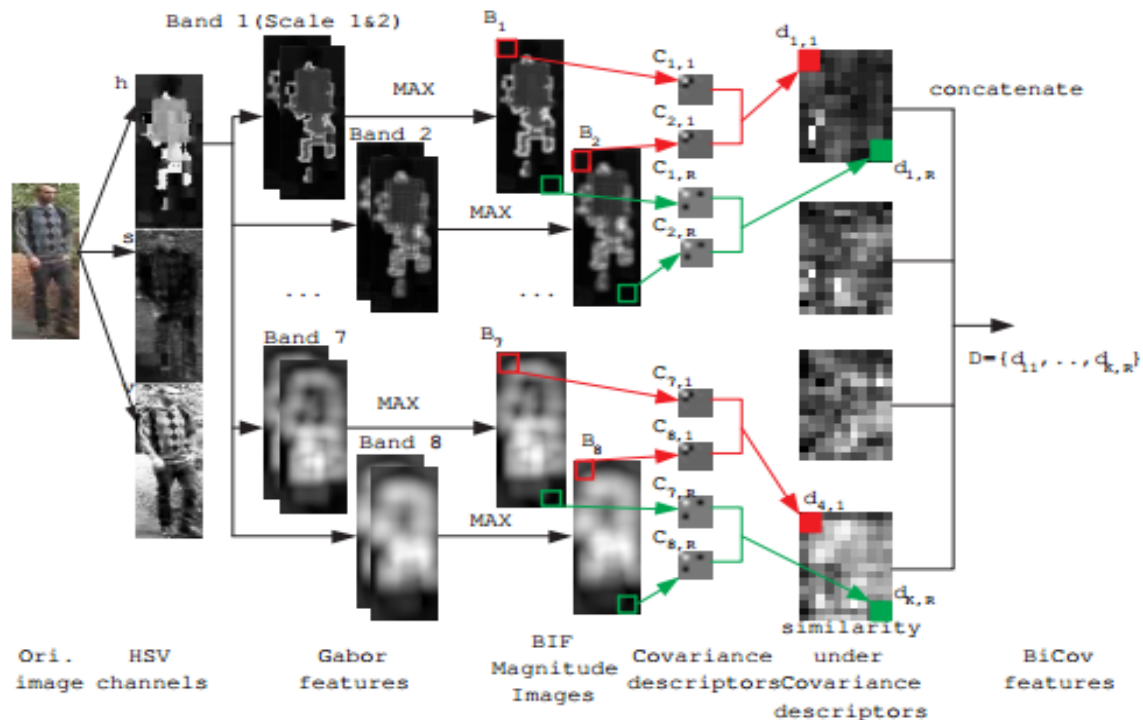 Band 1(Scale 1&2)
h
s
v
MAX
Band 2
MAX
...
...
Band 7
MAX
Band 8
MAX
B1
B2
B7
B8
C1,1
C2,1
C1,R
C2,R
C7,1
C8,1
C7,R
C8,R
d1,1
d1,R
d4,1
dK,R
concatenate
D={d11,..,dK,R}
Ori.
image
HSV
channels
Gabor
features
BIF
Magnitude
Images
Covariance
descriptors
similarity
under
Covariance
descriptors
BiCov
features